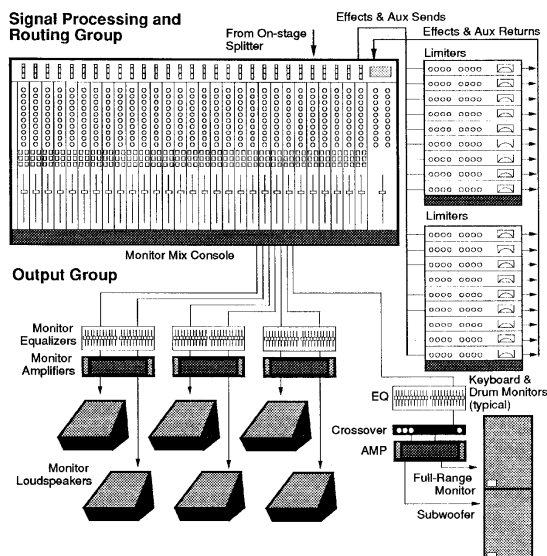 Signal Processing and
Routing Group
From On-stage
Splitter
Effects & Aux Sends
Effects & Aux Returns
Limiters
Limiters
Monitor Mix Console
Output Group
Monitor
Equalizers
Monitor
Amplifiers
Monitor
Loudspeakers
Keyboard &
Drum Monitors
(typical)
EQ
Crossover
AMP
Full-Range
Monitor
Subwoofer